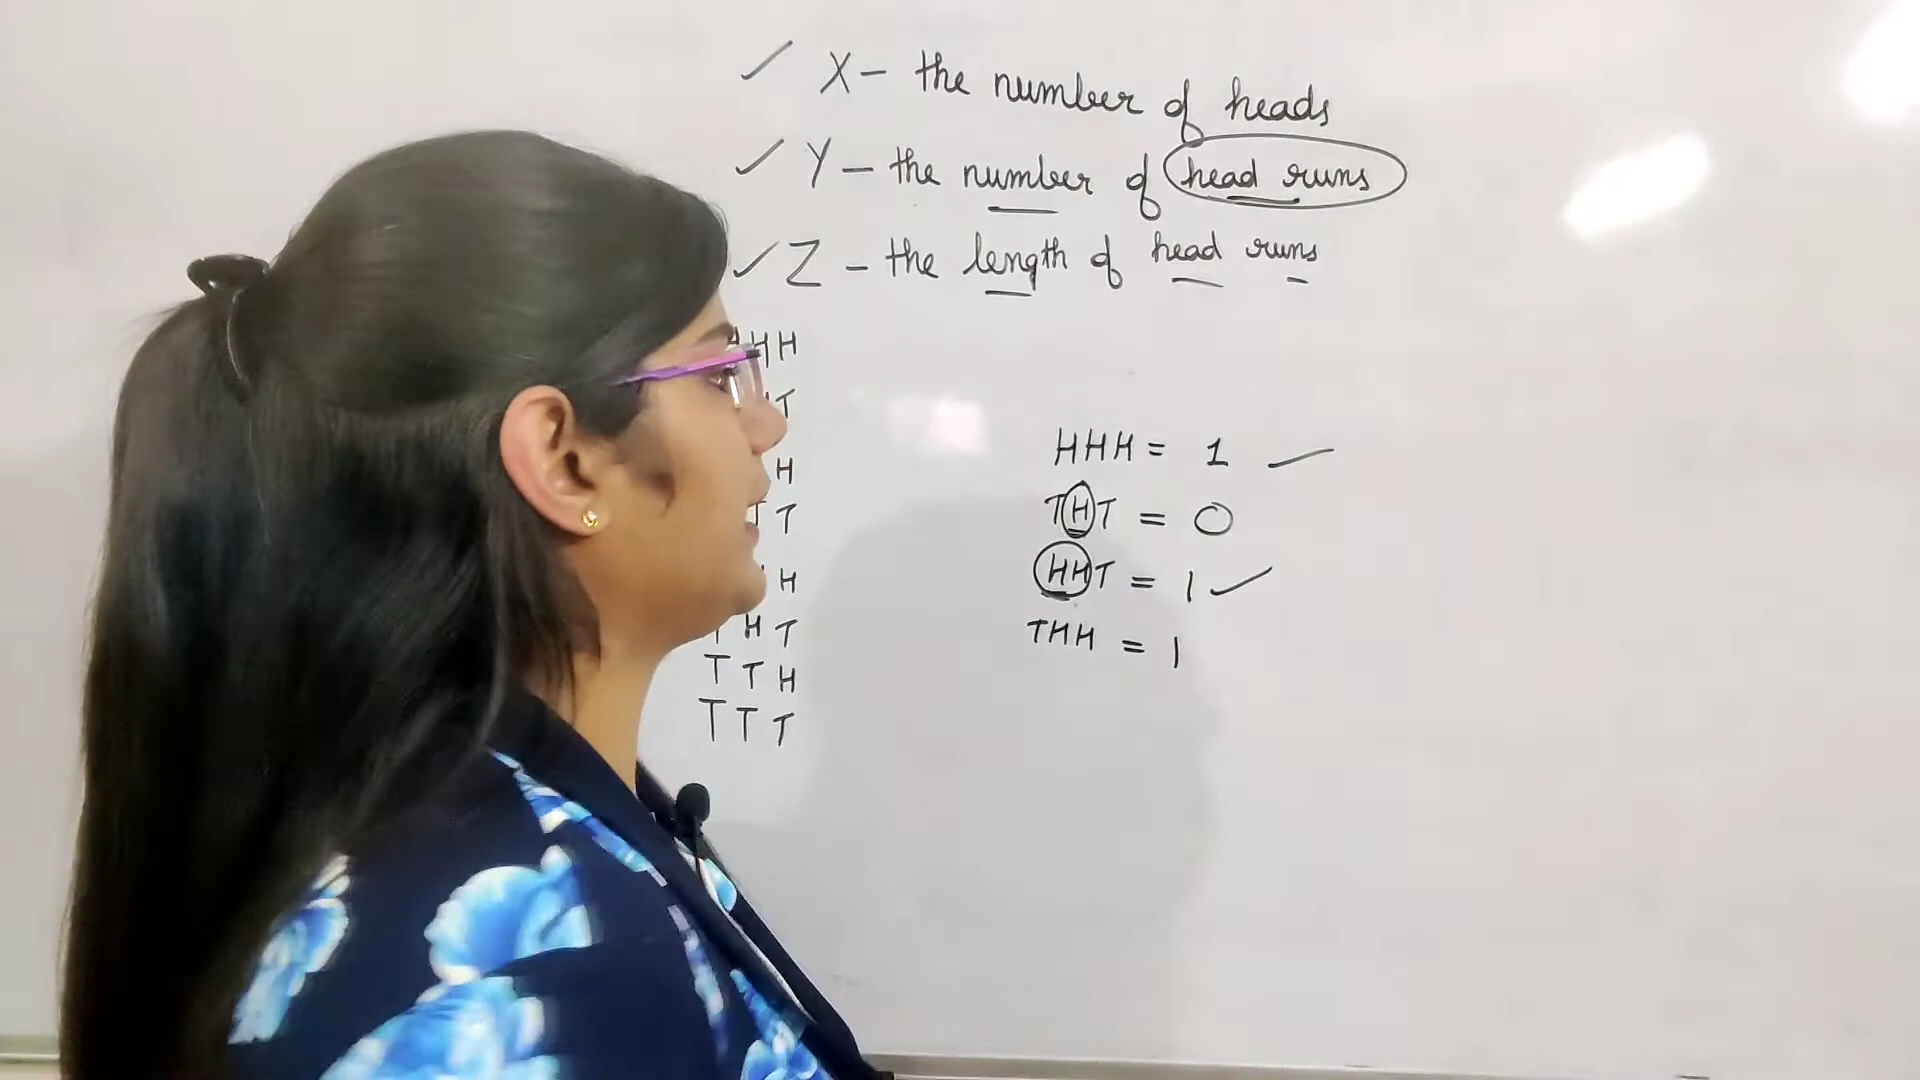 X - the number of heads
Y - the number of head runs
Z - the length of head runs
HH
T
H
T
H
H T
T T H
T T T
HHH = 1
THT = 0
HHT = 1
THH = 1